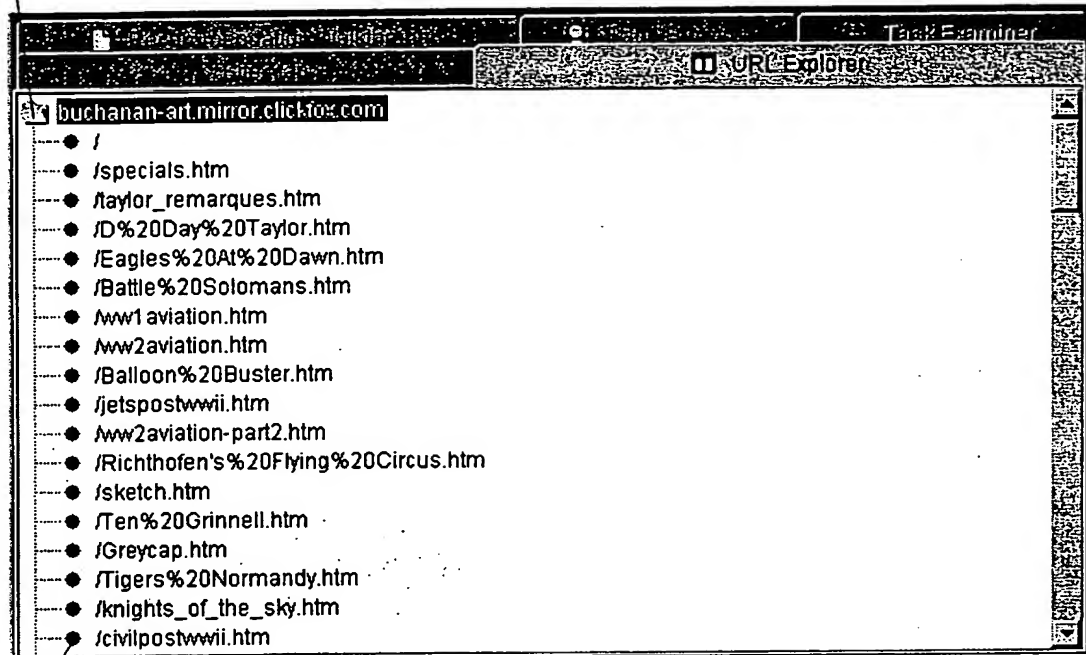 Task Examiner
URL Explorer
buchanan-art.mirror.clickfox.com
/
/specials.htm
/taylor_remarques.htm
/D%20Day%20Taylor.htm
/Eagles%20At%20Dawn.htm
/Battle%20Solomans.htm
/ww1aviation.htm
/ww2aviation.htm
/Balloon%20Buster.htm
/jetspostwwii.htm
/ww2aviation-part2.htm
/Richthofen's%20Flying%20Circus.htm
/sketch.htm
/Ten%20Grinnell.htm
/Greycap.htm
/Tigers%20Normandy.htm
/knights_of_the_sky.htm
/civilpostwwii.htm